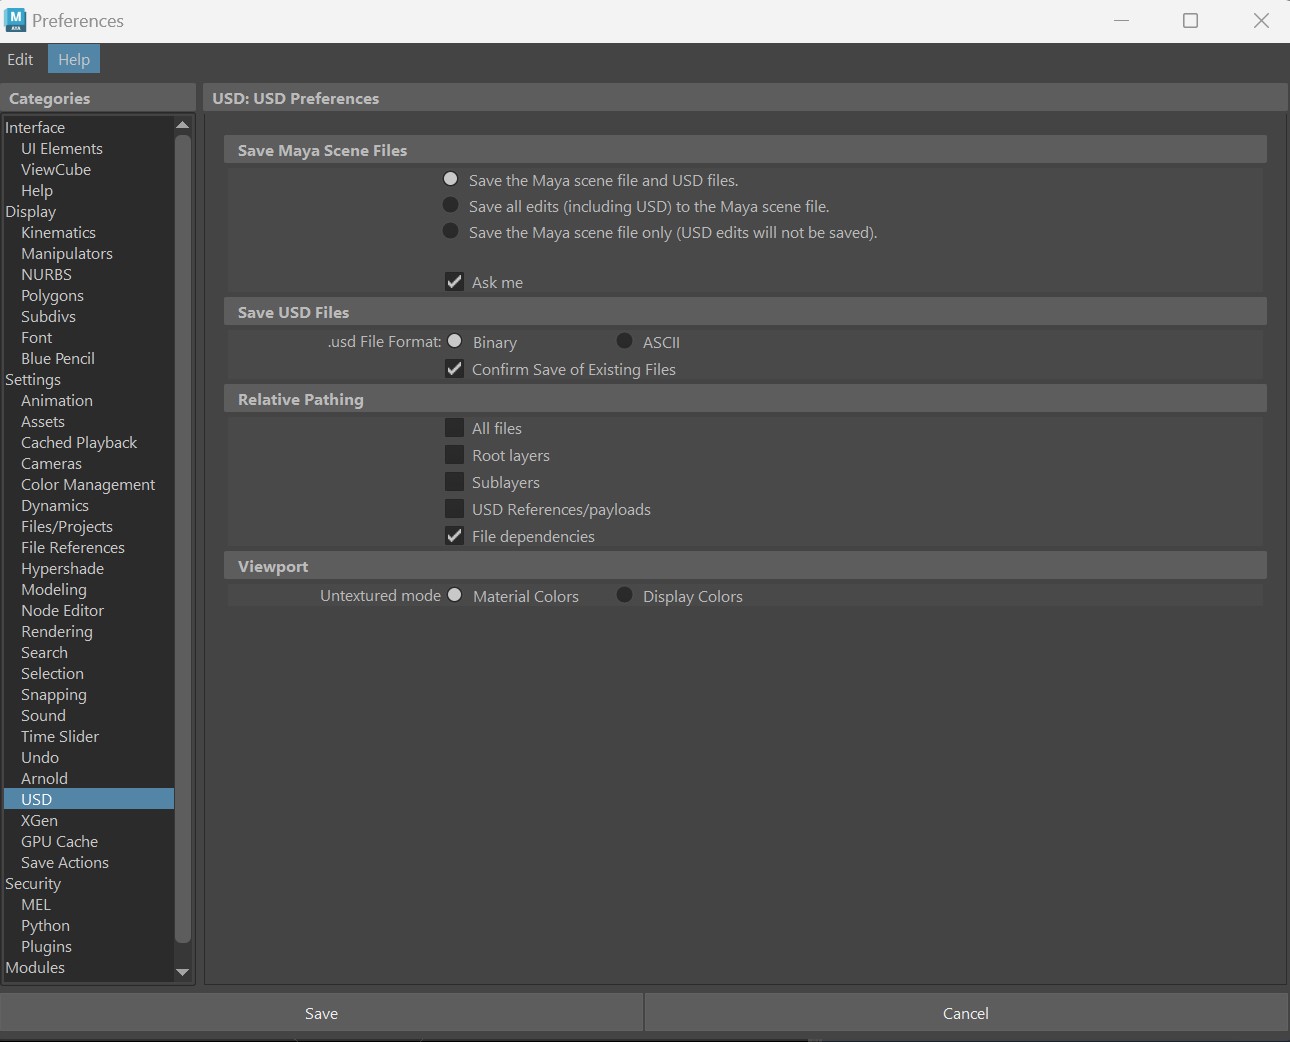 Preferences
Edit Help
Categories
Interface
UI Elements
ViewCube
Help
Display
Kinematics
Manipulators
NURBS
Polygons
Subdivs
Font
Blue Pencil
Settings
Animation
Assets
Cached Playback
Cameras
Color Management
Dynamics
Files/Projects
File References
Hypershade
Modeling
Node Editor
Rendering
Search
Selection
Snapping
Sound
Time Slider
Undo
Arnold
USD
XGen
GPU Cache
Save Actions
Security
MEL
Python
Plugins
Modules
USD: USD Preferences
Save Maya Scene Files
Save the Maya scene file and USD files.
Save all edits (including USD) to the Maya scene file.
Save the Maya scene file only (USD edits will not be saved).
Ask me
Save USD Files
.usd File Format: Binary ASCII
Confirm Save of Existing Files
Relative Pathing
All files
Root layers
Sublayers
USD References/payloads
File dependencies
Viewport
Untextured mode Material Colors Display Colors
Save Cancel